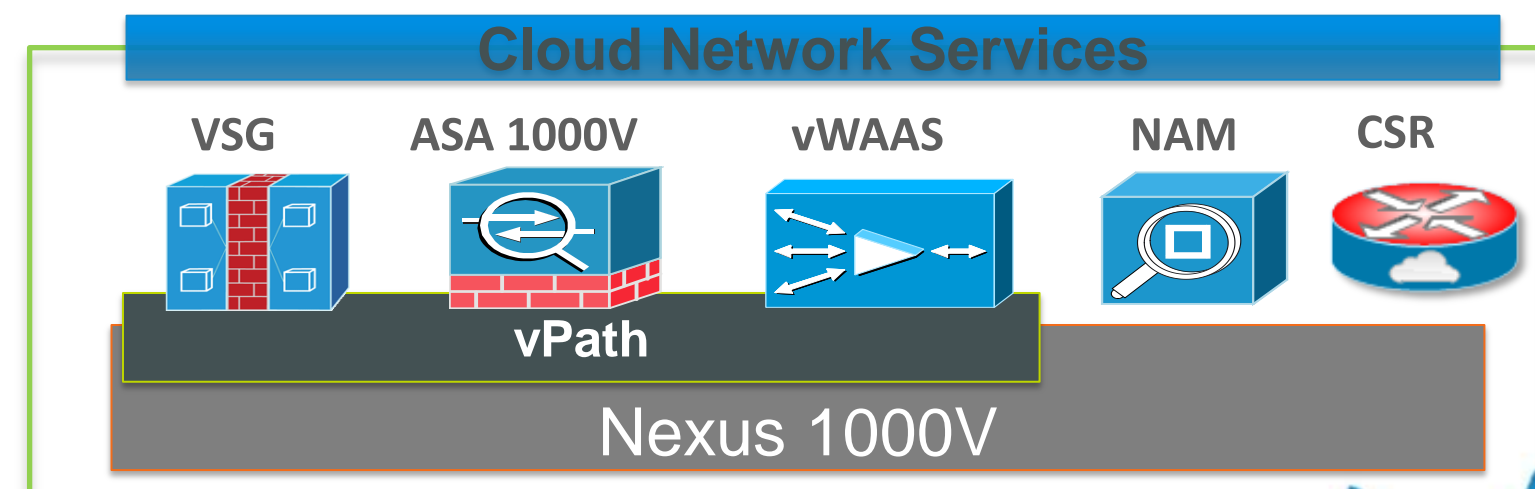 Cloud Network Services
VSG ASA 1000V vWAAS NAM CSR
vPath
Nexus 1000V